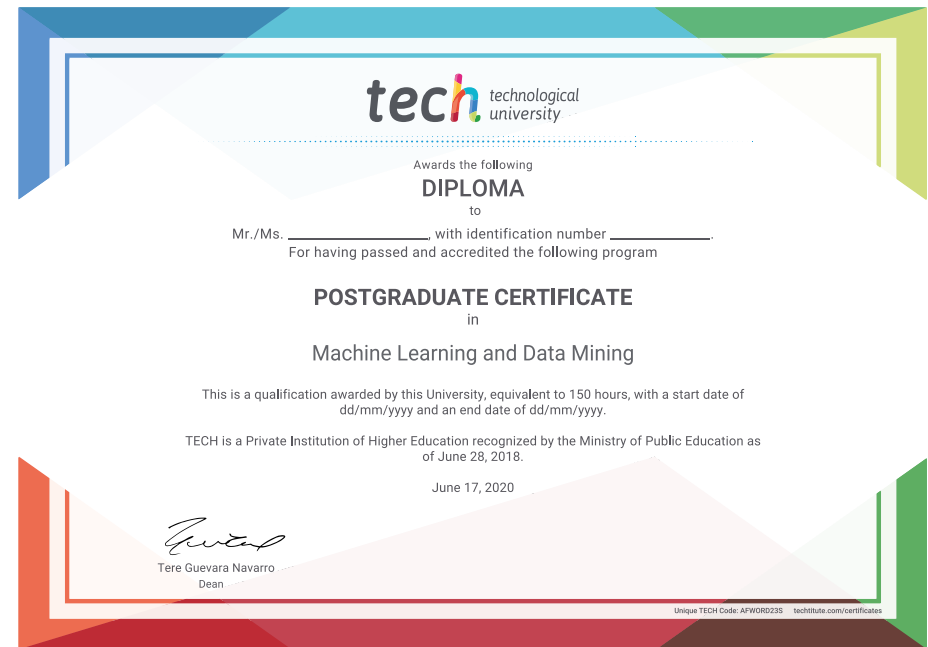 tech technological
university
Awards the following
DIPLOMA
to
Mr./Ms. ____________________, with identification number ______________.
For having passed and accredited the following program
POSTGRADUATE CERTIFICATE
in
Machine Learning and Data Mining
This is a qualification awarded by this University, equivalent to 150 hours, with a start date of
dd/mm/yyyy and an end date of dd/mm/yyyy.
TECH is a Private Institution of Higher Education recognized by the Ministry of Public Education as
of June 28, 2018.
June 17, 2020
Tere Guevara Navarro
Dean
Unique TECH Code: AFWORD23S techtitute.com/certificates